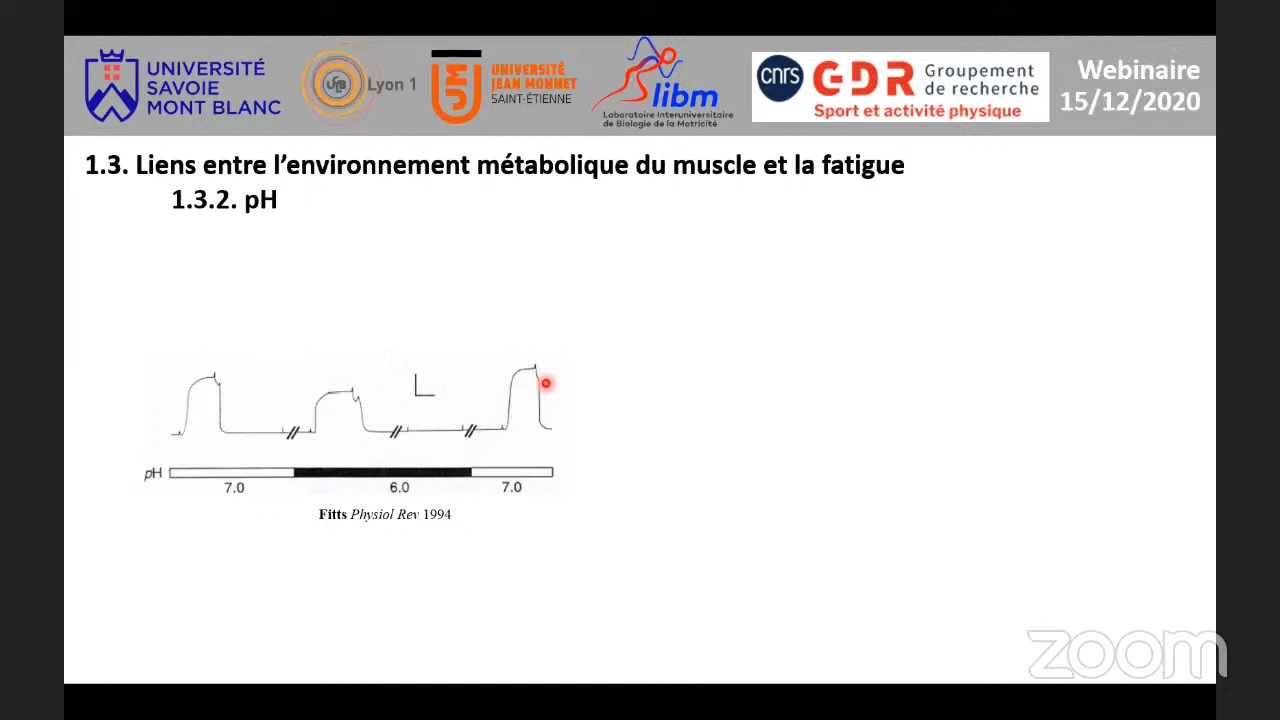 UNIVERSITÉ
SAVOIE
MONT BLANC
Lyon 1
UJM
UNIVERSITÉ
JEAN MONNET
SAINT-ÉTIENNE
libm
Laboratoire Interuniversitaire
de Biologie de la Motricité
cnrs
GDR
Groupement
de recherche
Sport et activité physique
Webinaire
15/12/2020
1.3. Liens entre l’environnement métabolique du muscle et la fatigue
1.3.2. pH
pH
7.0
6.0
7.0
Fitts Physiol Rev 1994
zoom